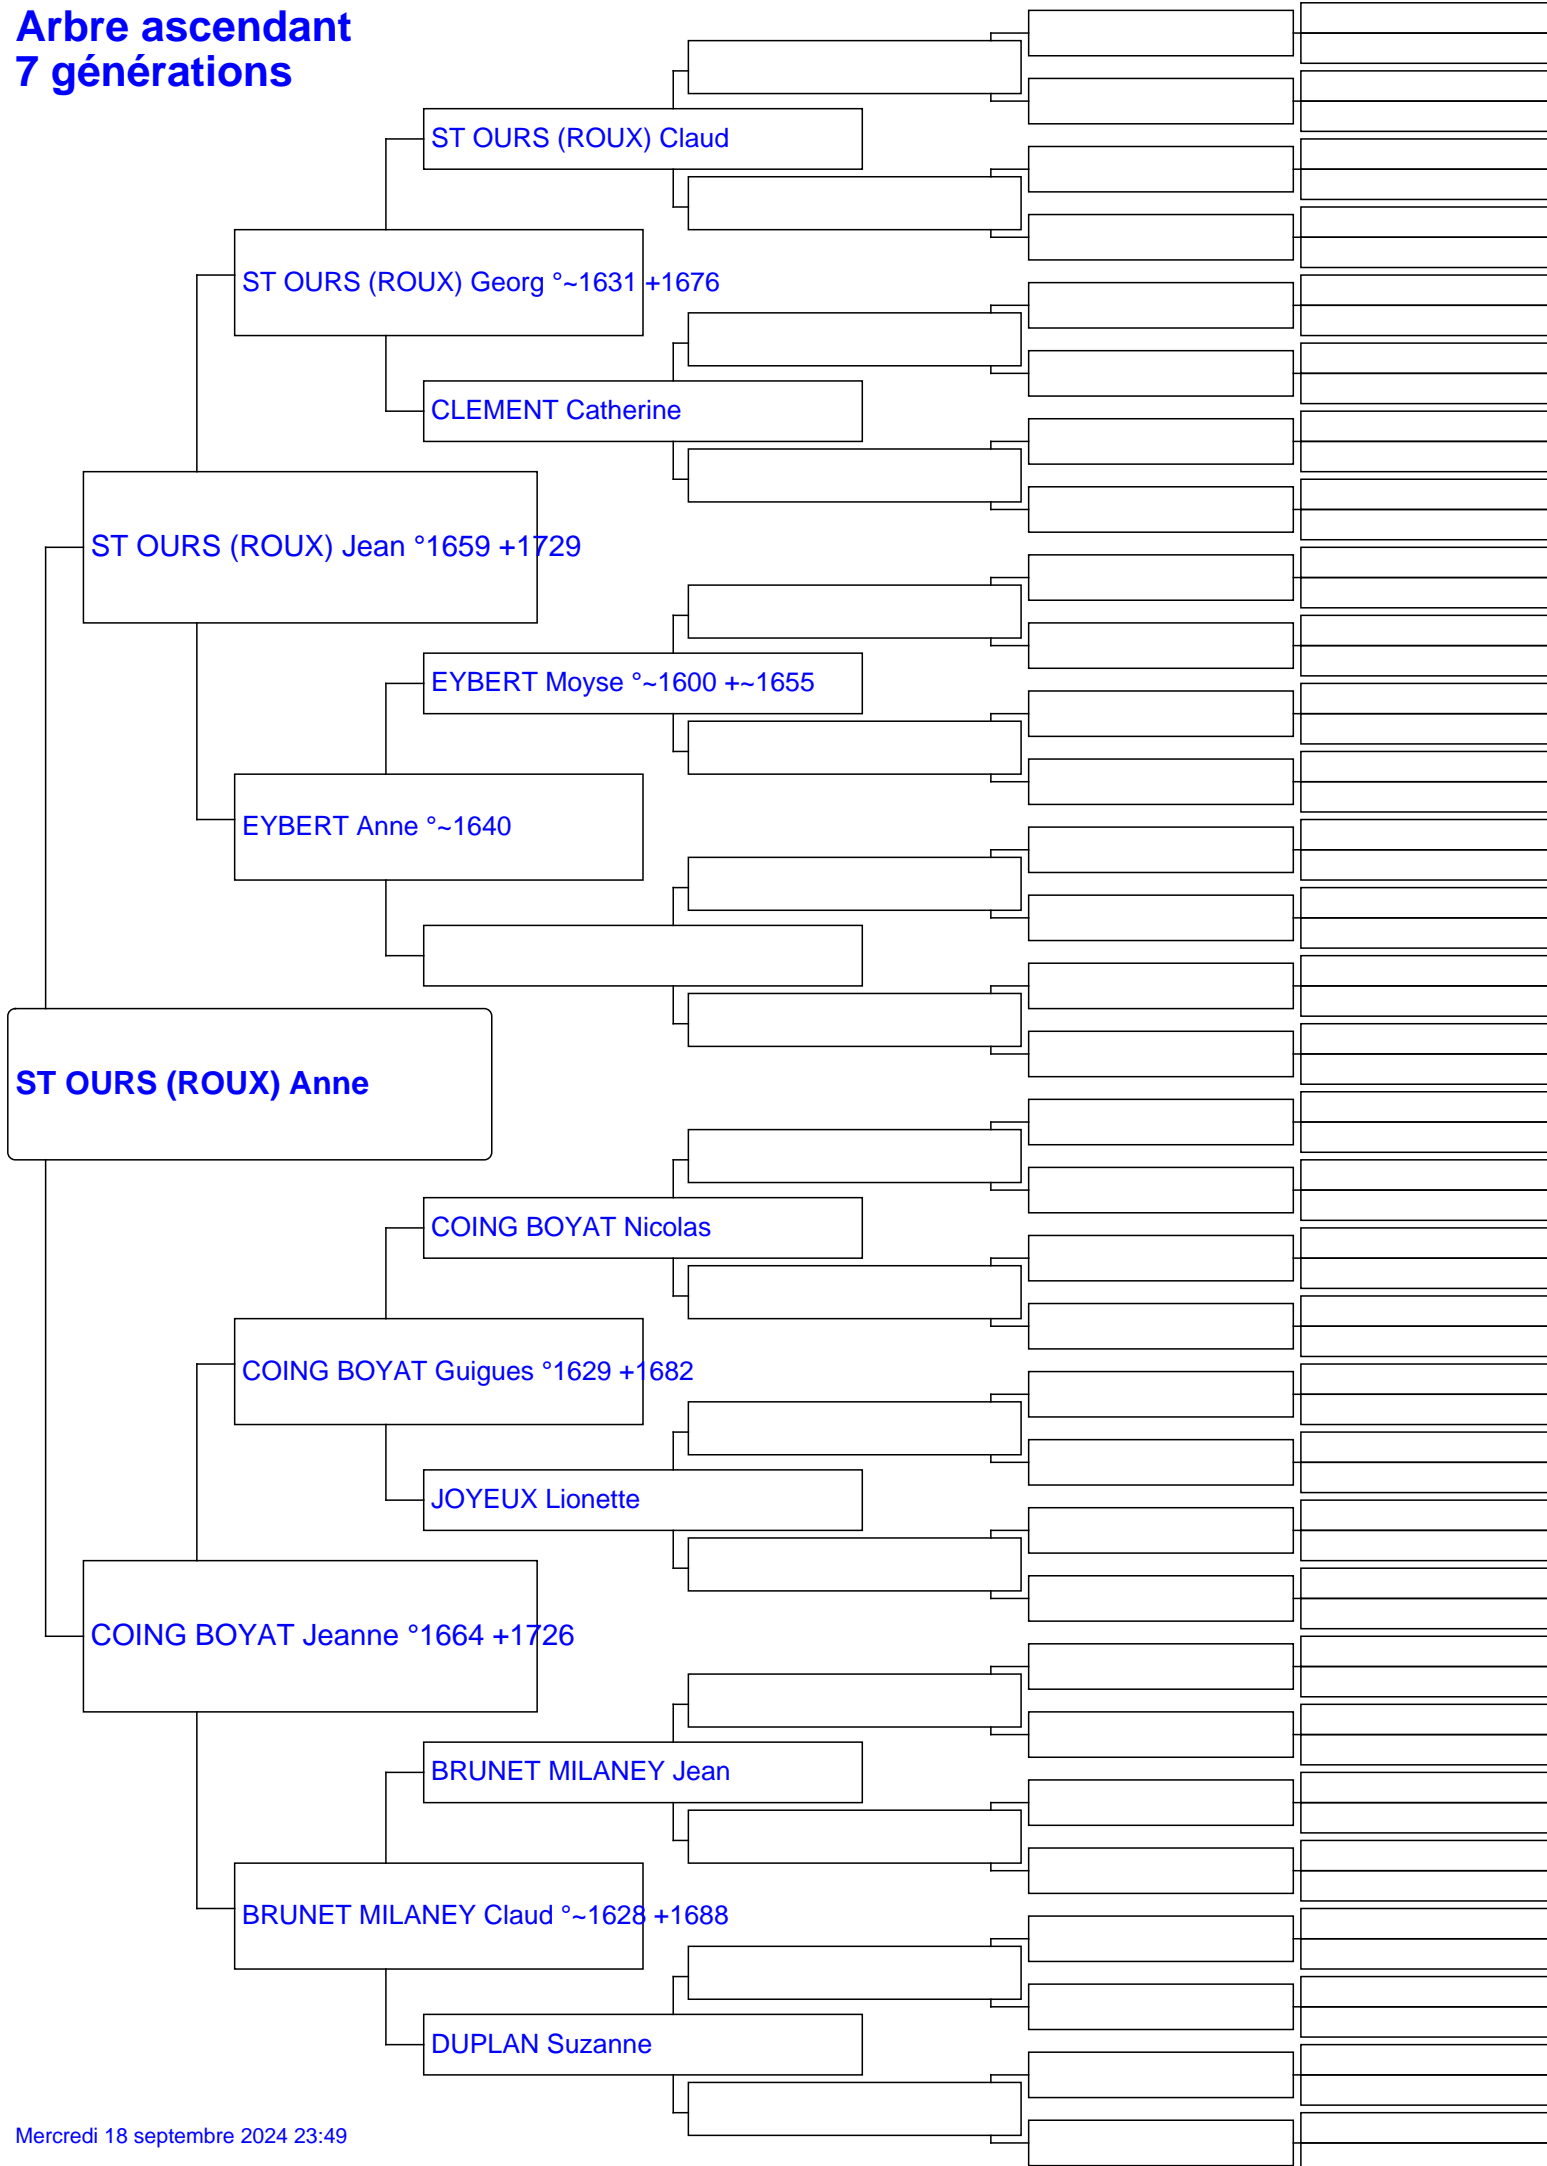 Arbre ascendant
7 générations
ST OURS (ROUX) Claud
ST OURS (ROUX) Georg °~1631 +1676
CLEMENT Catherine
ST OURS (ROUX) Jean °1659 +1729
EYBERT Moyse °~1600 +~1655
EYBERT Anne °~1640
ST OURS (ROUX) Anne
COING BOYAT Nicolas
COING BOYAT Guigues °1629 +1682
JOYEUX Lionette
COING BOYAT Jeanne °1664 +1726
BRUNET MILANEY Jean
BRUNET MILANEY Claud °~1628 +1688
DUPLAN Suzanne
Mercredi 18 septembre 2024 23:49